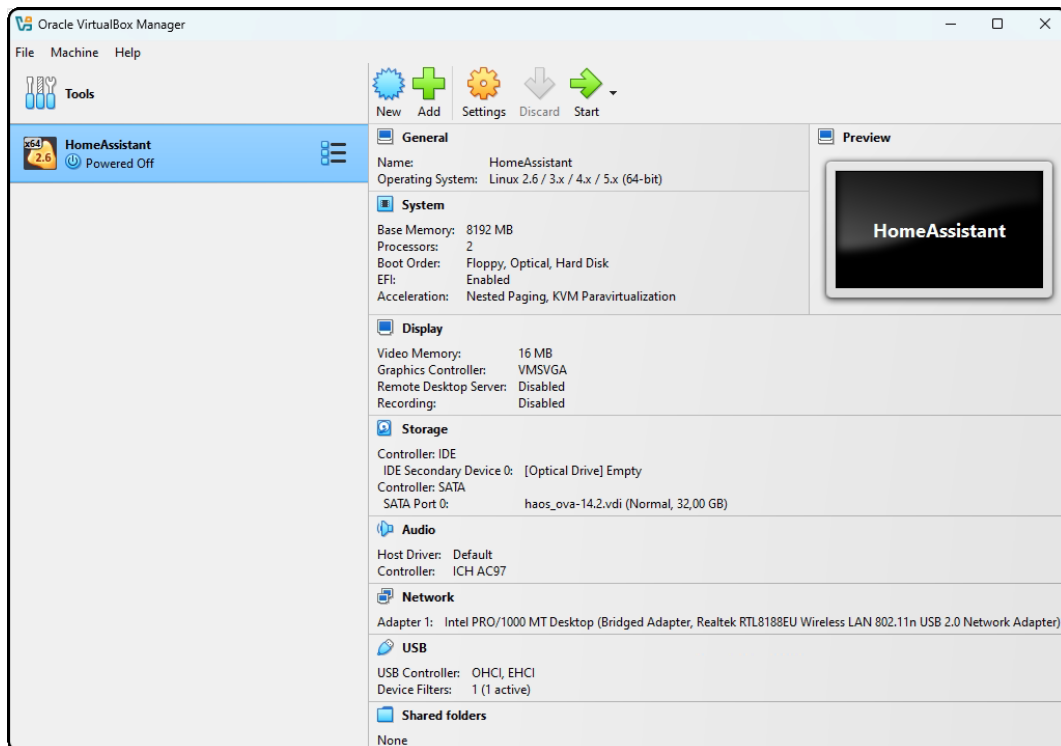 Oracle VirtualBox Manager
File Machine Help
Tools
New Add Settings Discard Start
x64
2.6
HomeAssistant
Powered Off
General
Name: HomeAssistant
Operating System: Linux 2.6 / 3.x / 4.x / 5.x (64-bit)
Preview
HomeAssistant
System
Base Memory: 8192 MB
Processors: 2
Boot Order: Floppy, Optical, Hard Disk
EFI: Enabled
Acceleration: Nested Paging, KVM Paravirtualization
Display
Video Memory: 16 MB
Graphics Controller: VMSVGA
Remote Desktop Server: Disabled
Recording: Disabled
Storage
Controller: IDE
IDE Secondary Device 0: [Optical Drive] Empty
Controller: SATA
SATA Port 0: haos_ova-14.2.vdi (Normal, 32,00 GB)
Audio
Host Driver: Default
Controller: ICH AC97
Network
Adapter 1: Intel PRO/1000 MT Desktop (Bridged Adapter, Realtek RTL8188EU Wireless LAN 802.11n USB 2.0 Network Adapter)
USB
USB Controller: OHCI, EHCI
Device Filters: 1 (1 active)
Shared folders
None